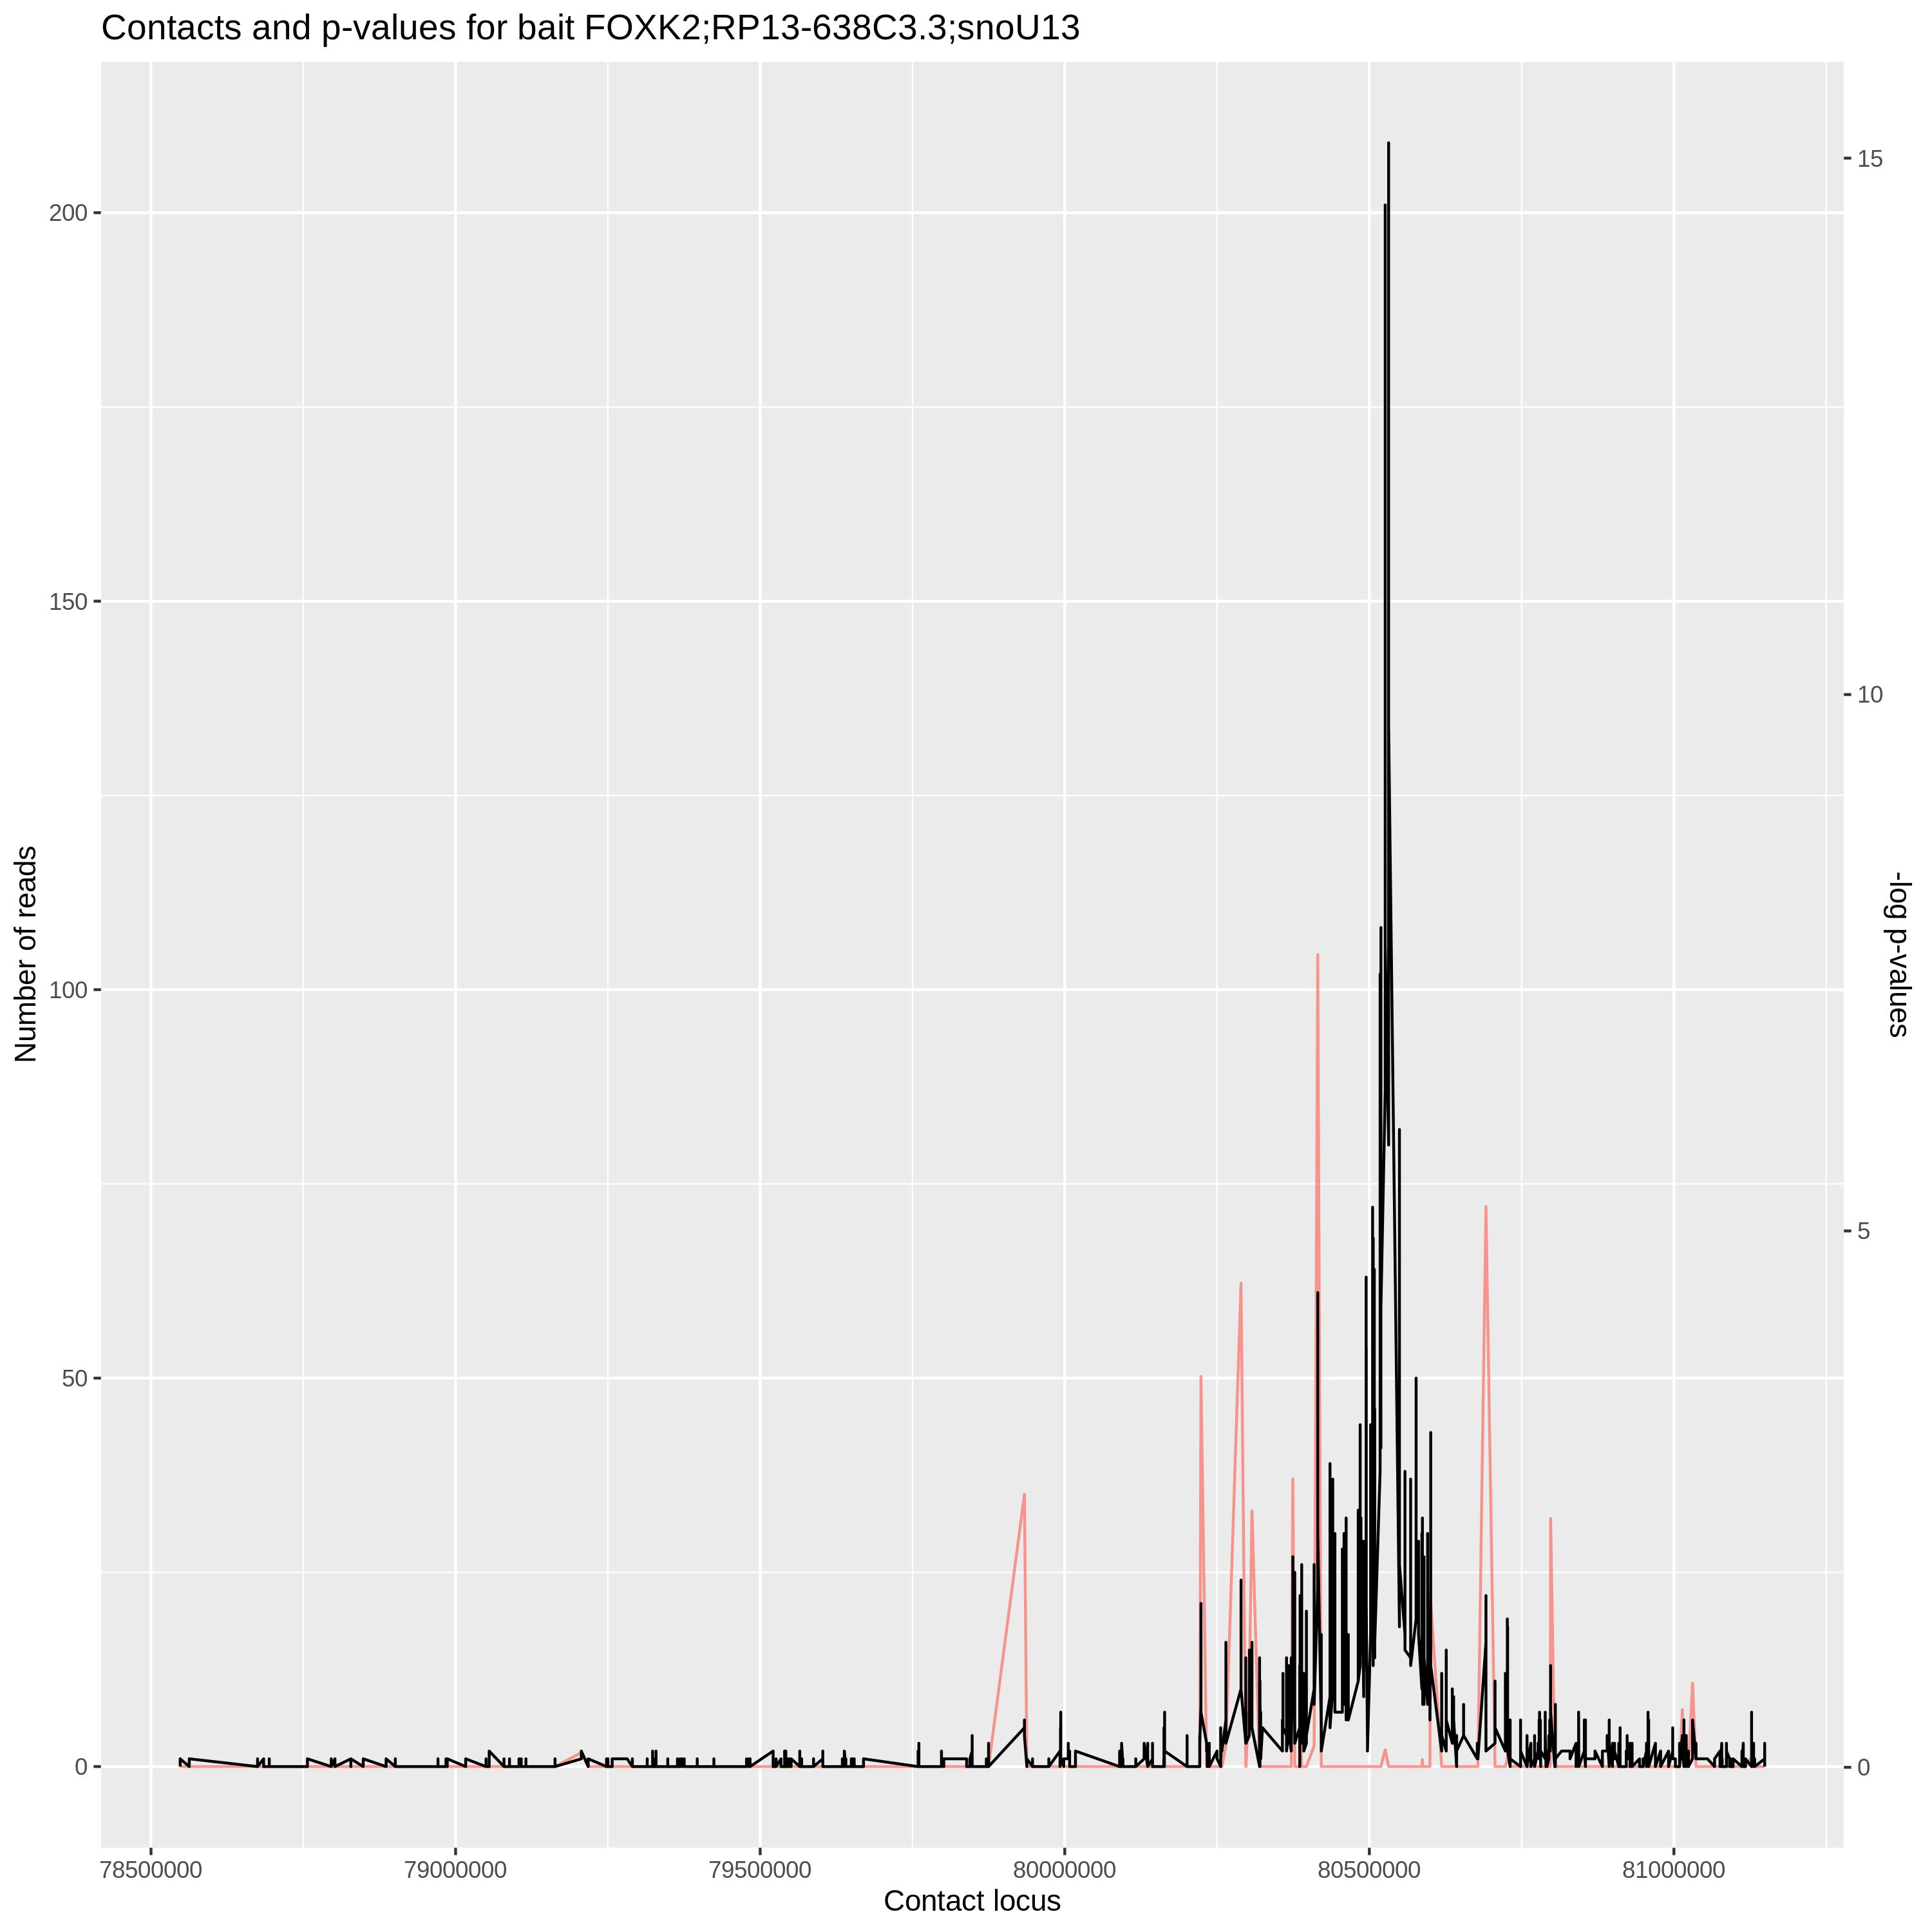 Contacts and p-values for bait FOXK2;RP13-638C3.3;snoU13
200
150
100
50
0
Number of reads
15
10
5
0
-log p-values
78500000 79000000 79500000 80000000 80500000 81000000
Contact locus